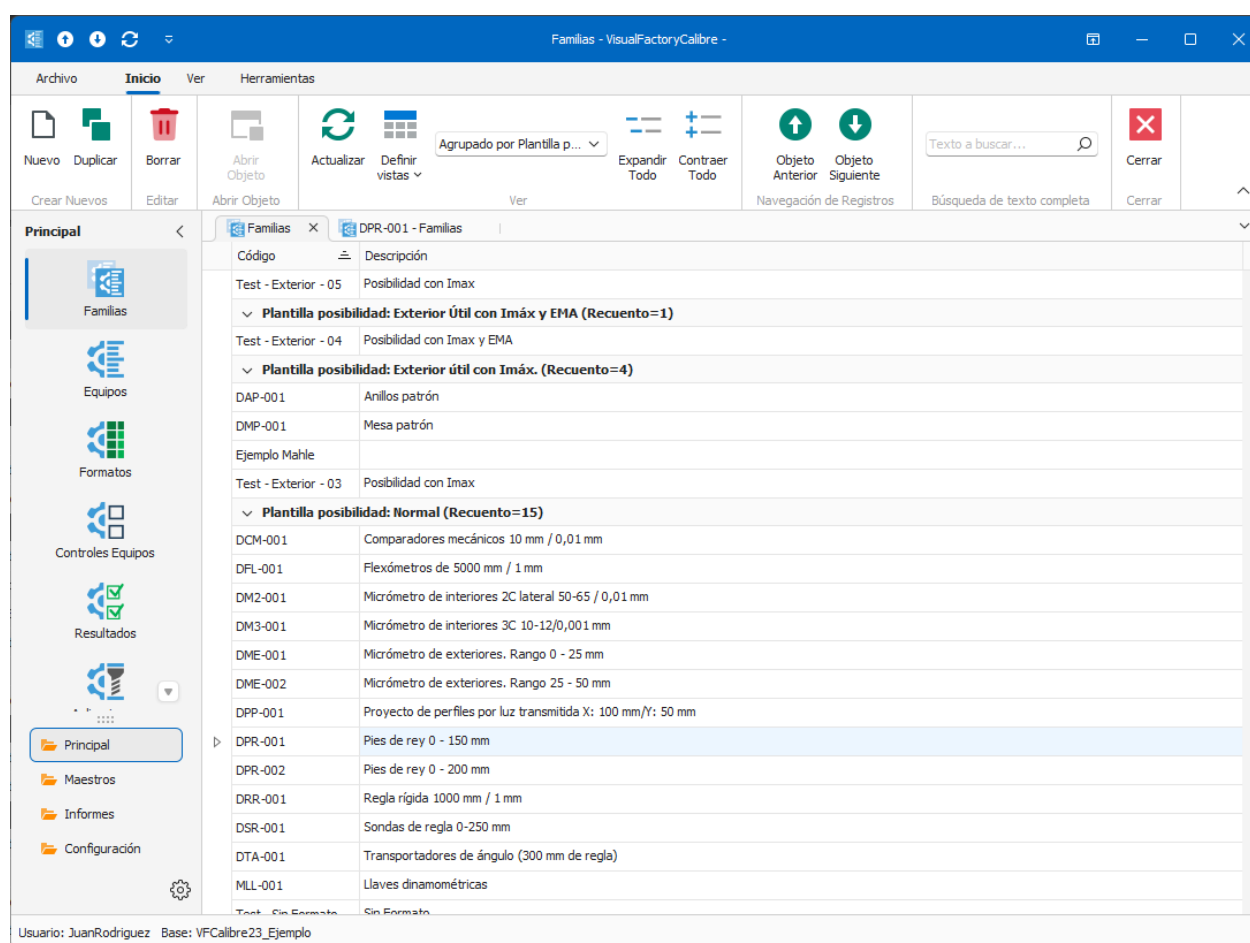 Familias - VisualFactoryCalibre -
Archivo Inicio Ver Herramientas
Nuevo Duplicar Borrar Abrir Objeto Actualizar Definir vistas Agrupado por Plantilla p... Expandir Todo Contraer Todo Objeto Anterior Objeto Siguiente Texto a buscar... Cerrar
Crear Nuevos Editar Abrir Objeto Ver Navegación de Registros Búsqueda de texto completa Cerrar
Principal
Familias
Equipos
Formatos
Controles Equipos
Resultados
Principal
Maestros
Informes
Configuración
Familias DPR-001 - Familias
Código Descripción
Test - Exterior - 05 Posibilidad con Imax
Plantilla posibilidad: Exterior Útil con Imáx y EMA (Recuento=1)
Test - Exterior - 04 Posibilidad con Imax y EMA
Plantilla posibilidad: Exterior útil con Imáx. (Recuento=4)
DAP-001 Anillos patrón
DMP-001 Mesa patrón
Ejemplo Mahle
Test - Exterior - 03 Posibilidad con Imax
Plantilla posibilidad: Normal (Recuento=15)
DCM-001 Comparadores mecánicos 10 mm / 0,01 mm
DFL-001 Flexómetros de 5000 mm / 1 mm
DM2-001 Micrómetro de interiores 2C lateral 50-65 / 0,01 mm
DM3-001 Micrómetro de interiores 3C 10-12/0,001 mm
DME-001 Micrómetro de exteriores. Rango 0 - 25 mm
DME-002 Micrómetro de exteriores. Rango 25 - 50 mm
DPP-001 Proyecto de perfiles por luz transmitida X: 100 mm/Y: 50 mm
DPR-001 Pies de rey 0 - 150 mm
DPR-002 Pies de rey 0 - 200 mm
DRR-001 Regla rígida 1000 mm / 1 mm
DSR-001 Sondas de regla 0-250 mm
DTA-001 Transportadores de ángulo (300 mm de regla)
MLL-001 Llaves dinamométricas
Test - Sin Formato Sin Formato
Usuario: JuanRodriguez Base: VFCalibre23_Ejemplo